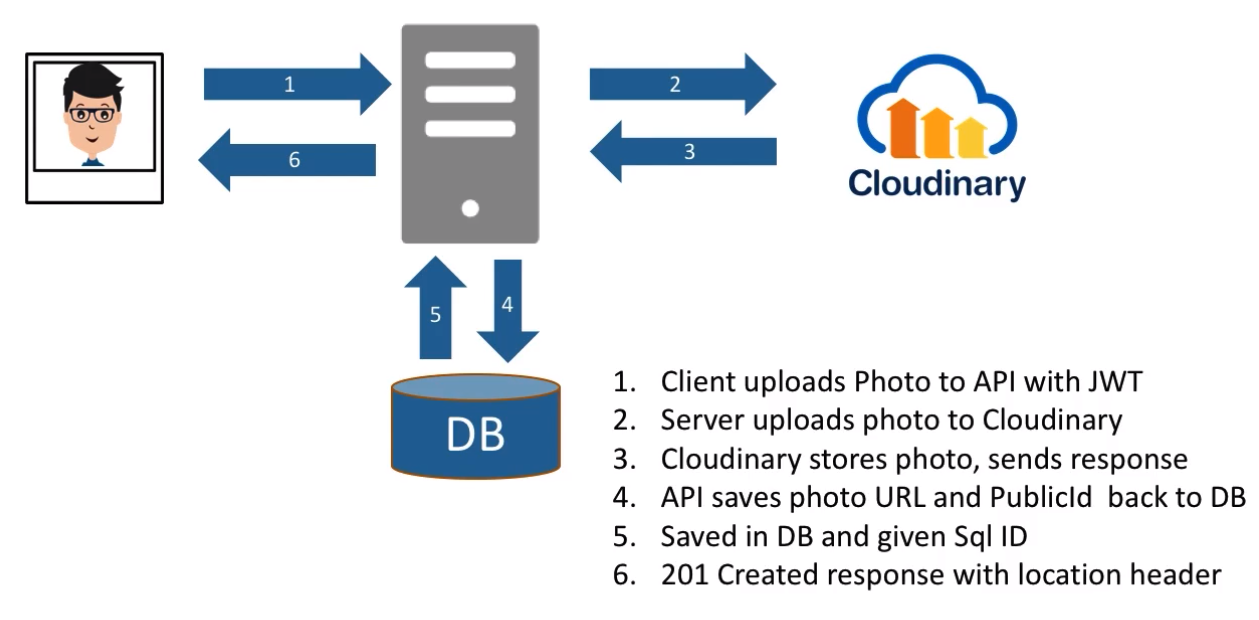 1
2
6
3
Cloudinary
5
4
DB
1. Client uploads Photo to API with JWT
2. Server uploads photo to Cloudinary
3. Cloudinary stores photo, sends response
4. API saves photo URL and PublicId  back to DB
5. Saved in DB and given Sql ID
6. 201 Created response with location header